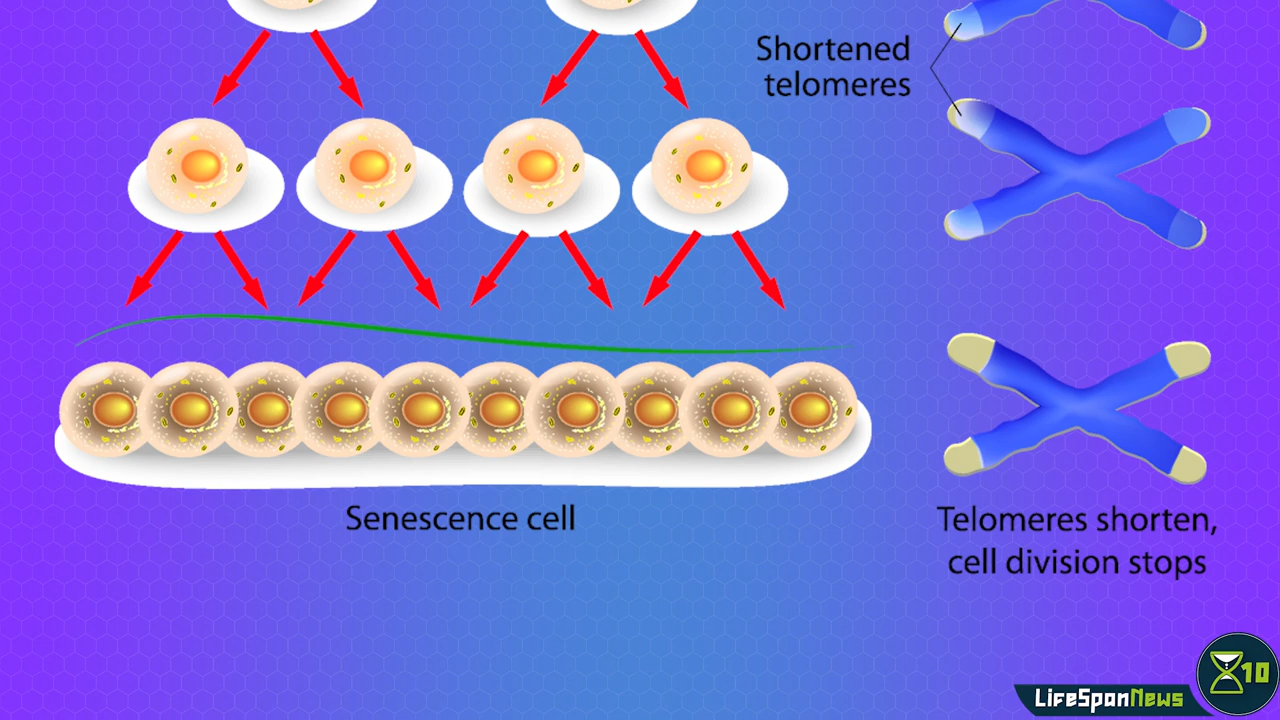 Shortened
telomeres
Senescence cell
Telomeres shorten,
cell division stops
10
LifeSpanNews